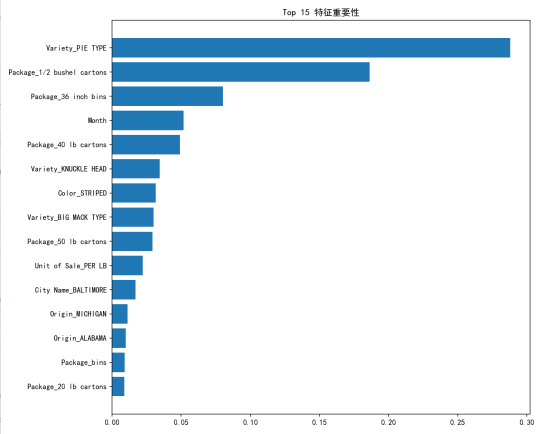 Top 15 特征重要性
Variety_PIE TYPE
Package_1/2 bushel cartons
Package_36 inch bins
Month
Package_40 lb cartons
Variety_KNUCKLE HEAD
Color_STRIPED
Variety_BIG MACK TYPE
Package_50 lb cartons
Unit of Sale_PER LB
City Name_BALTIMORE
Origin_MICHIGAN
Origin_ALABAMA
Package_bins
Package_20 lb cartons
0.00 0.05 0.10 0.15 0.20 0.25 0.30